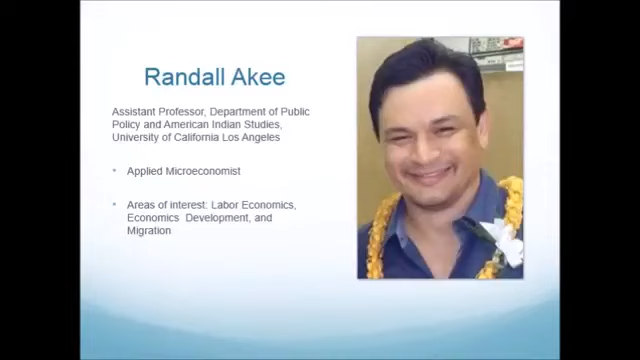 Randall Akee
Assistant Professor, Department of Public
Policy and American Indian Studies,
University of California Los Angeles
• Applied Microeconomist
• Areas of interest: Labor Economics,
Economics Development, and
Migration